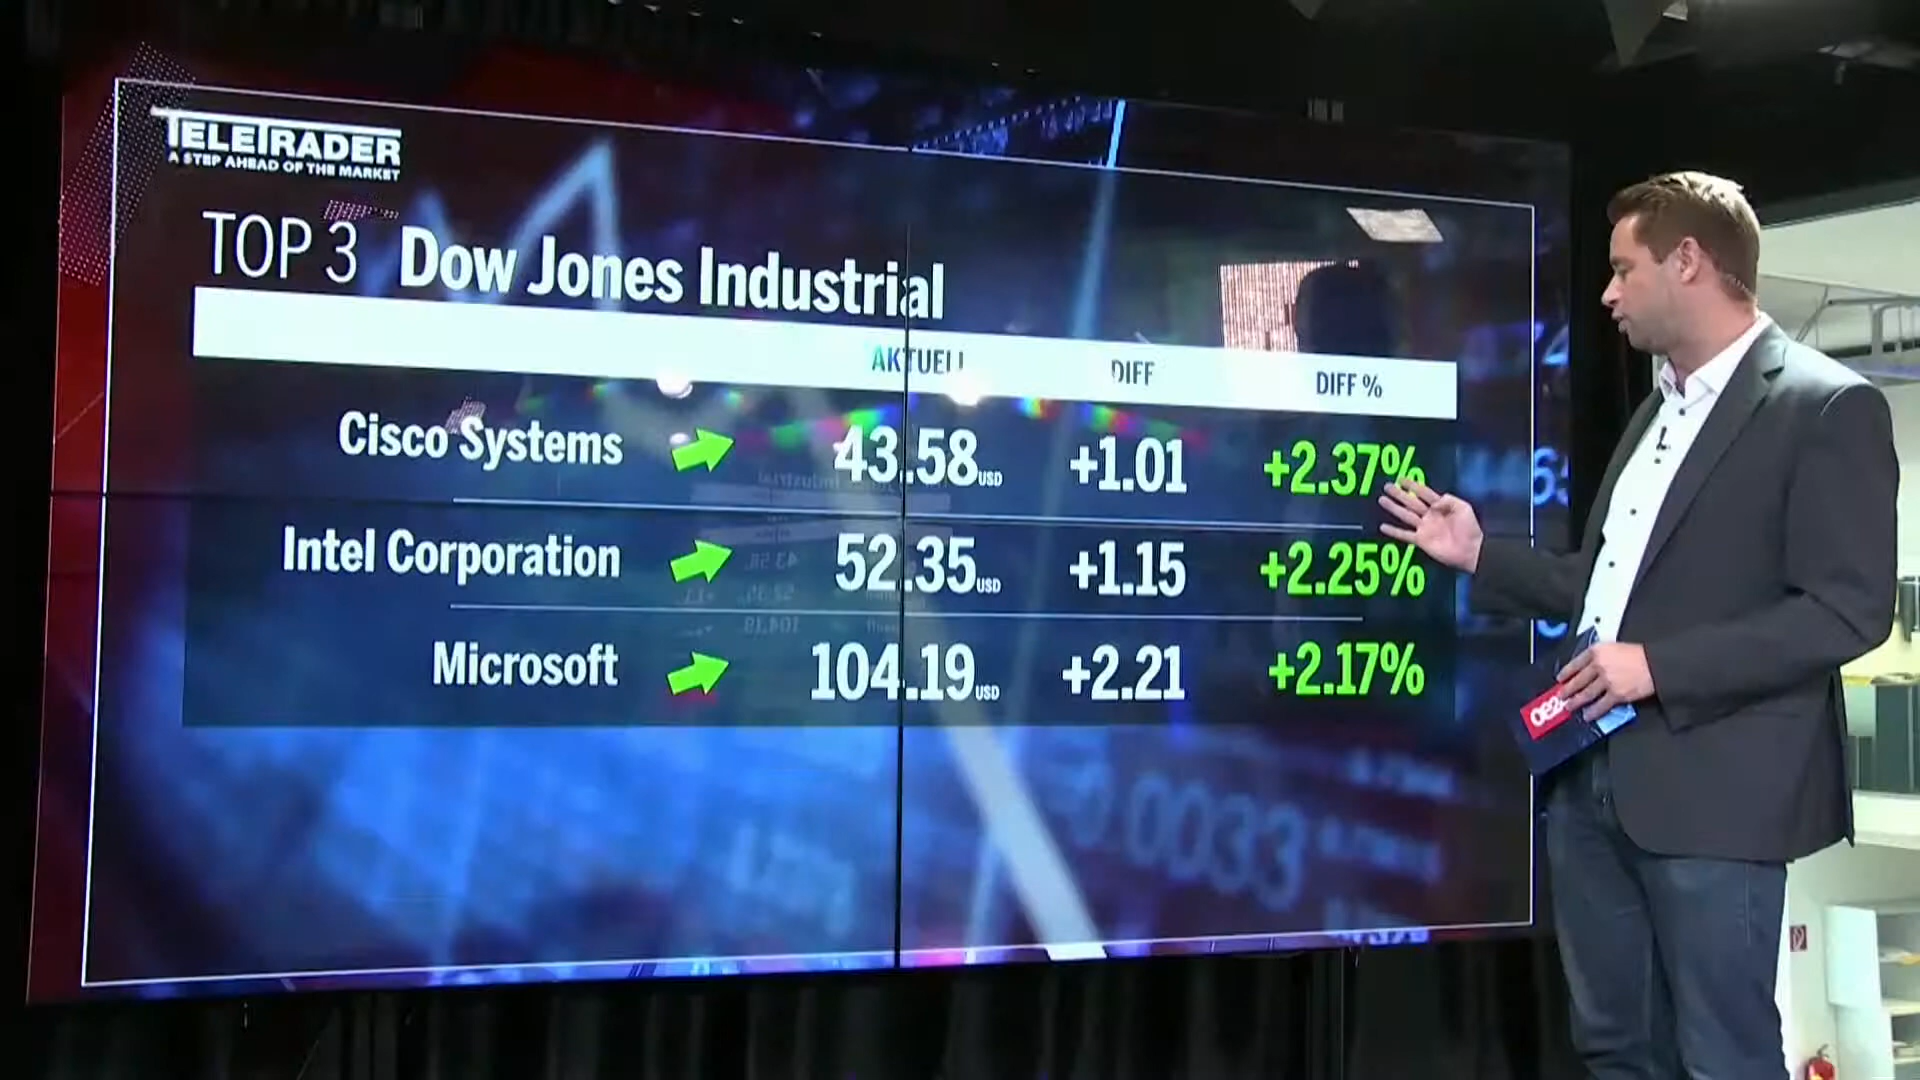 TELETRADER
A STEP AHEAD OF THE MARKET
TOP 3 Dow Jones Industrial
AKTUELL DIFF DIFF %
Cisco Systems 43.58 USD +1.01 +2.37%
Intel Corporation 52.35 USD +1.15 +2.25%
Microsoft 104.19 USD +2.21 +2.17%
0.0033